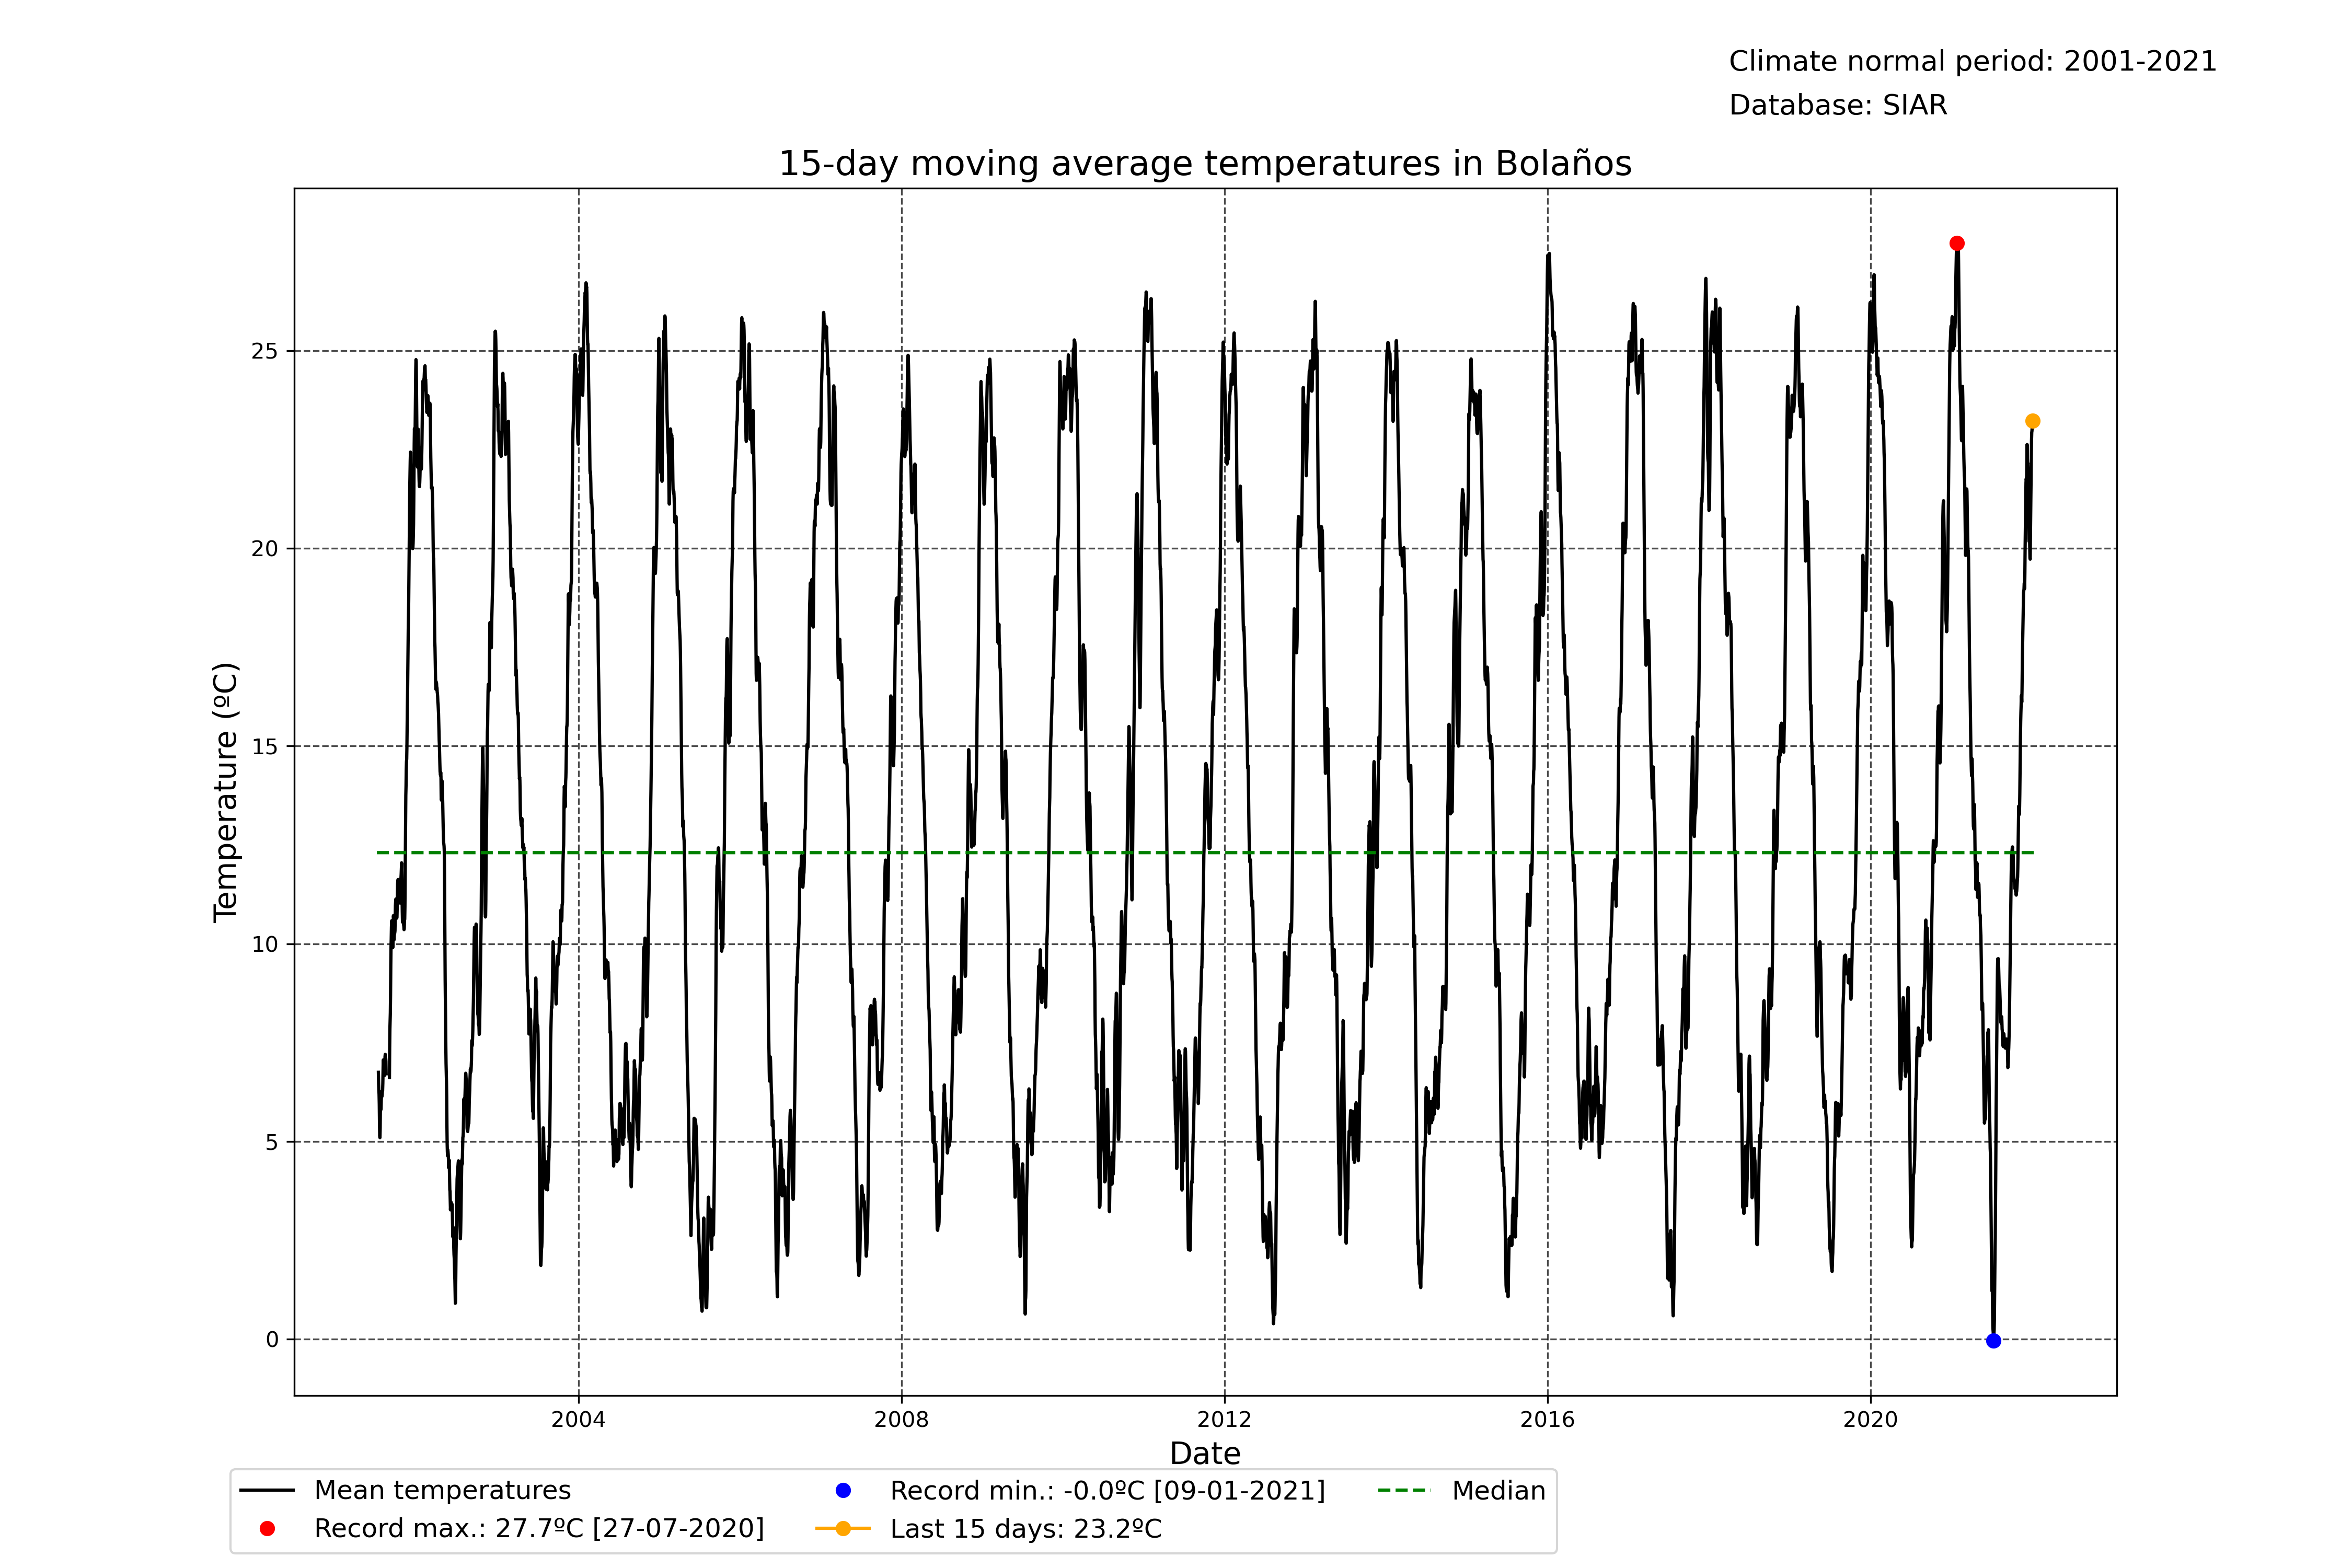 Climate normal period: 2001-2021
Database: SIAR
15-day moving average temperatures in Bolaños
Temperature (ºC)
25
20
15
10
5
0
2004 2008 2012 2016 2020
Date
Mean temperatures
Record max.: 27.7ºC [27-07-2020]
Record min.: -0.0ºC [09-01-2021]
Last 15 days: 23.2ºC
Median